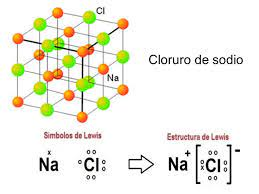 Cl
Cloruro de sodio
Na
Símbolos de Lewis
Estructura de Lewis
Na Cl
Na + [Cl] -